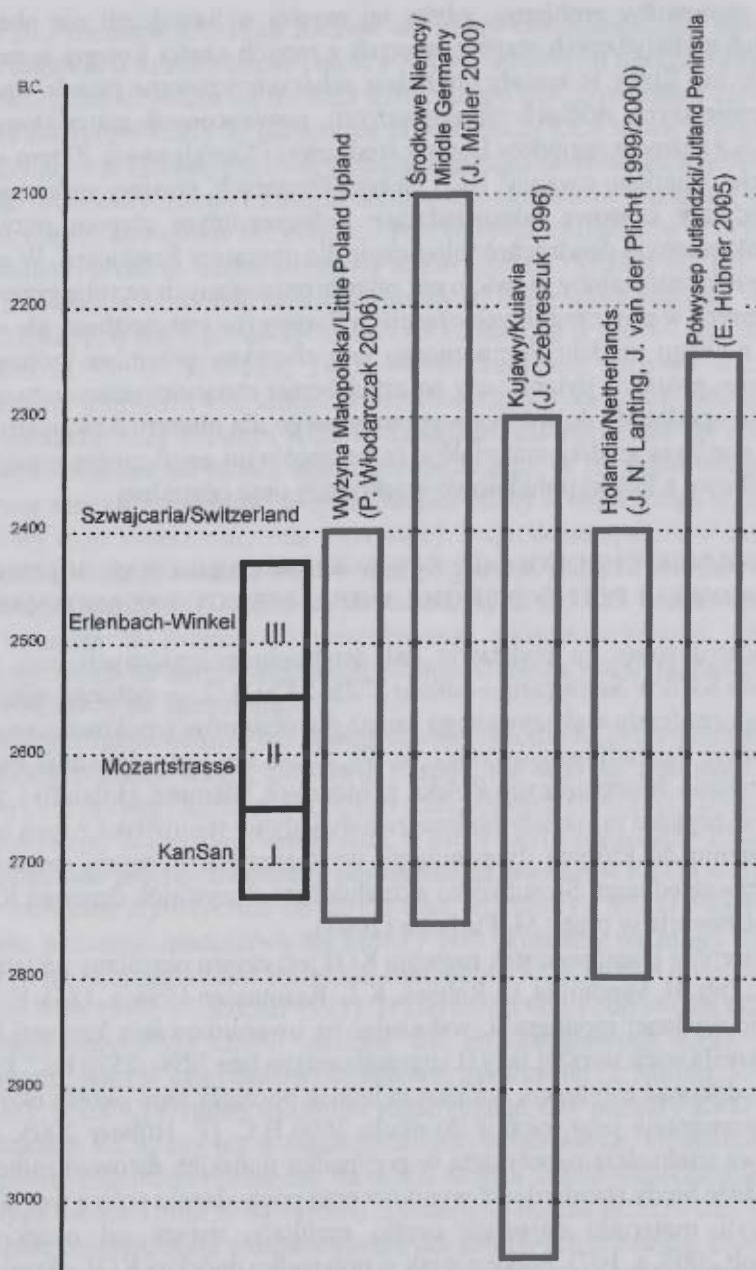 B.C.
2100
2200
2300
2400
2500
2600
2700
2800
2900
3000
Szwajcaria/Switzerland
Erlenbach-Winkel
III
Mozartstrasse
II
KanSan
I
Wyżyna Małopolska/Little Poland Upland
(P. Włodarczak 2006)
Środkowe Niemcy/
Middle Germany
(J. Müller 2000)
Kujawy/Kuiavia
(J. Czebreszuk 1996)
Holandia/Netherlands
(J. N. Lanting, J. van der Plicht (1999/2000)
Półwysep Jutlandzki/Jutland Peninsula
(E. Hübner 2005)